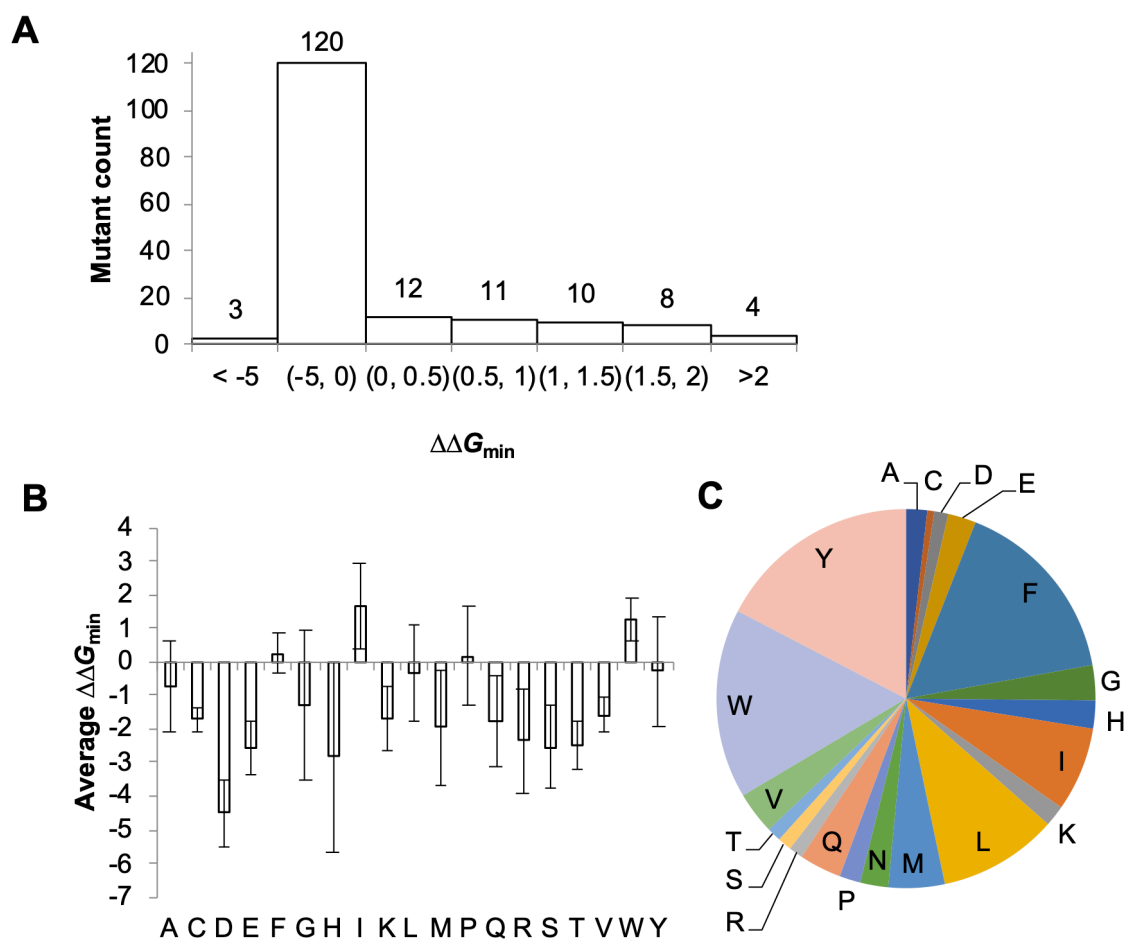 A
120
120
100
80
60
40
20
0
Mutant count
3
12
11
10
8
4
< -5
(-5, 0)
(0, 0.5)
(0.5, 1)
(1, 1.5)
(1.5, 2)
>2
ΔΔGmin
B
4
3
2
1
0
-1
-2
-3
-4
-5
-6
-7
Average ΔΔGmin
A C D E F G H I K L M P Q R S T V W Y
C
A
C
D
E
F
G
H
I
K
L
M
N
P
Q
R
S
T
V
W
Y